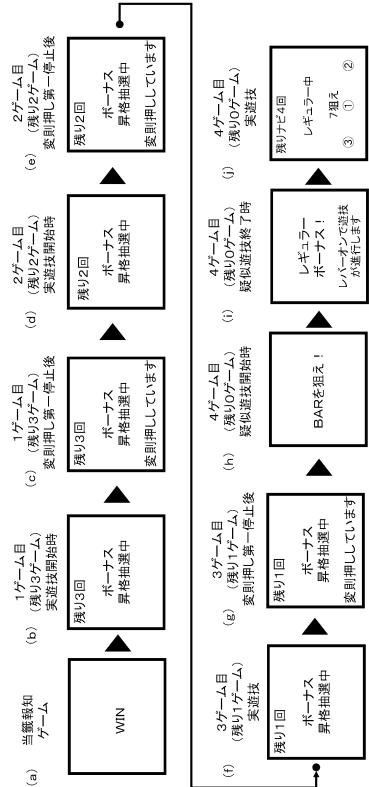 (a)
当籤報知
ゲーム
WIN
(b)
1ゲーム目
(残り3ゲーム)
実遊技開始時
残り3回
ボーナス
昇格抽選中
(c)
1ゲーム目
(残り3ゲーム)
変則押し第一停止後
残り3回
ボーナス
昇格抽選中
変則押ししています
(d)
2ゲーム目
(残り2ゲーム)
実遊技開始時
残り2回
ボーナス
昇格抽選中
(e)
2ゲーム目
(残り2ゲーム)
変則押し第一停止後
残り2回
ボーナス
昇格抽選中
変則押ししています
(f)
3ゲーム目
(残り1ゲーム)
実遊技
残り1回
ボーナス
昇格抽選中
(g)
3ゲーム目
(残り1ゲーム)
変則押し第一停止後
残り1回
ボーナス
昇格抽選中
変則押ししています
(h)
4ゲーム目
(残り0ゲーム)
疑似遊技開始時
BARを狙え!
(i)
4ゲーム目
(残り0ゲーム)
疑似遊技終了時
レギュラー
ボーナス!
レバーオンで遊技
が進行します
(j)
4ゲーム目
(残り0ゲーム)
実遊技
残りナビ4回
レギュラー中
7狙え
③ ① ②